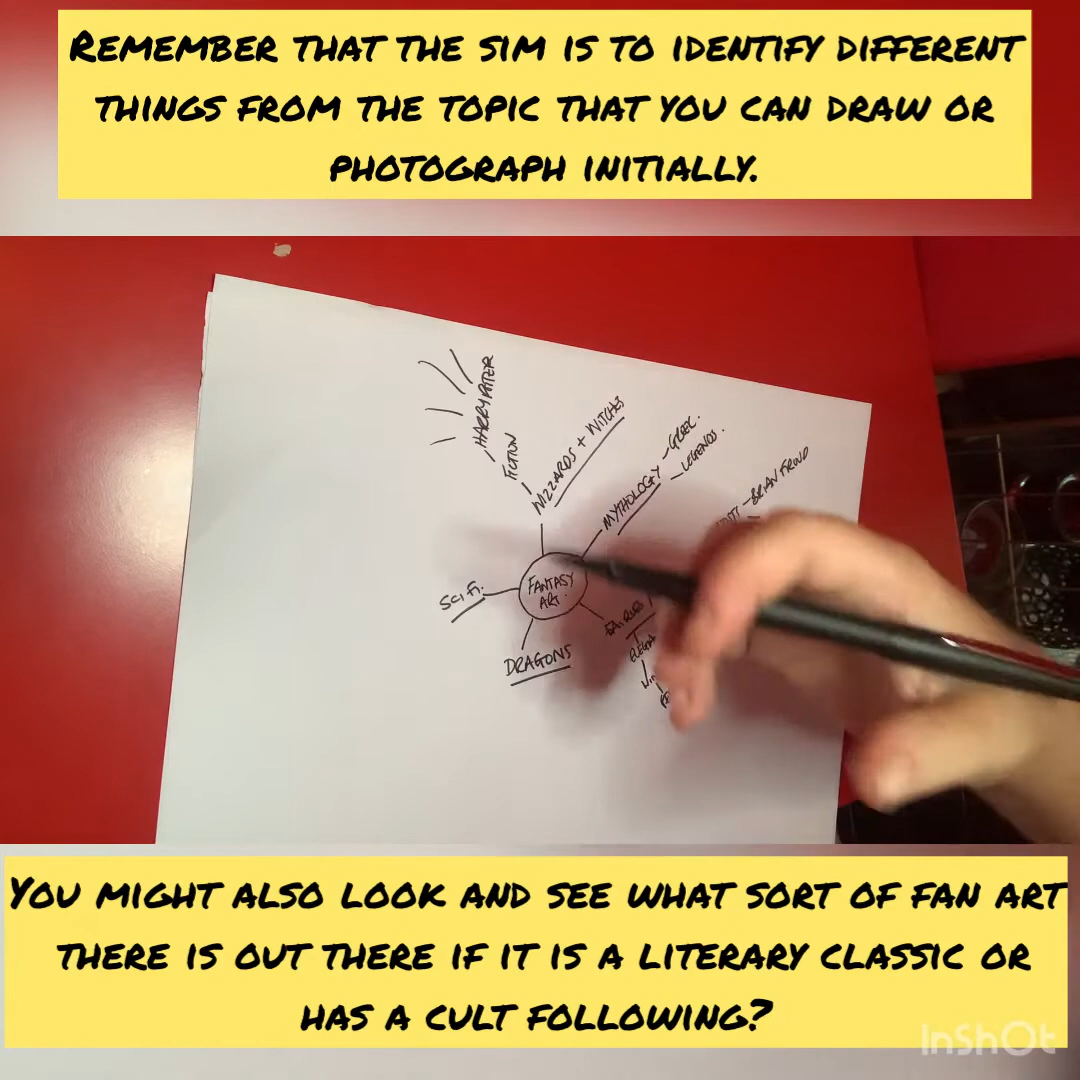 REMEMBER THAT THE SIM IS TO IDENTIFY DIFFERENT
THINGS FROM THE TOPIC THAT YOU CAN DRAW OR
PHOTOGRAPH INITIALLY.
HARRY POTTER
FICTION
WIZZARDS + WITCHES
MYTHOLOGY
- GREEK.
- LEGENDS.
- BRIAN FROUD
FANTASY
ART.
SCI FI.
DRAGONS
YOU MIGHT ALSO LOOK AND SEE WHAT SORT OF FAN ART
THERE IS OUT THERE IF IT IS A LITERARY CLASSIC OR
HAS A CULT FOLLOWING?
InShOt